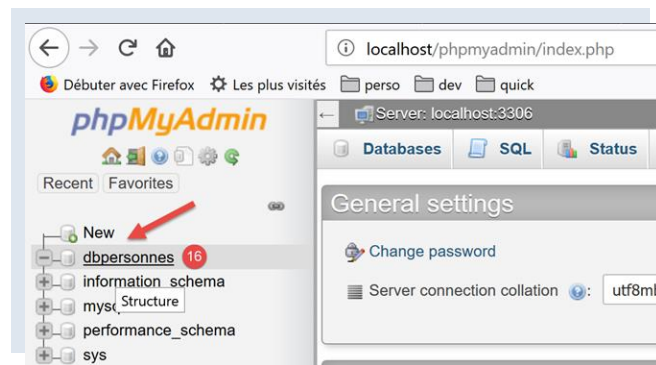 localhost/phpmyadmin/index.php
Débuter avec Firefox Les plus visités perso dev quick
phpMyAdmin
Server: localhost:3306
Databases SQL Status
Recent Favorites
General settings
New
Change password
dbpersonnes 16
information_schema
Server connection collation : utf8m
Structure
performance_schema
sys